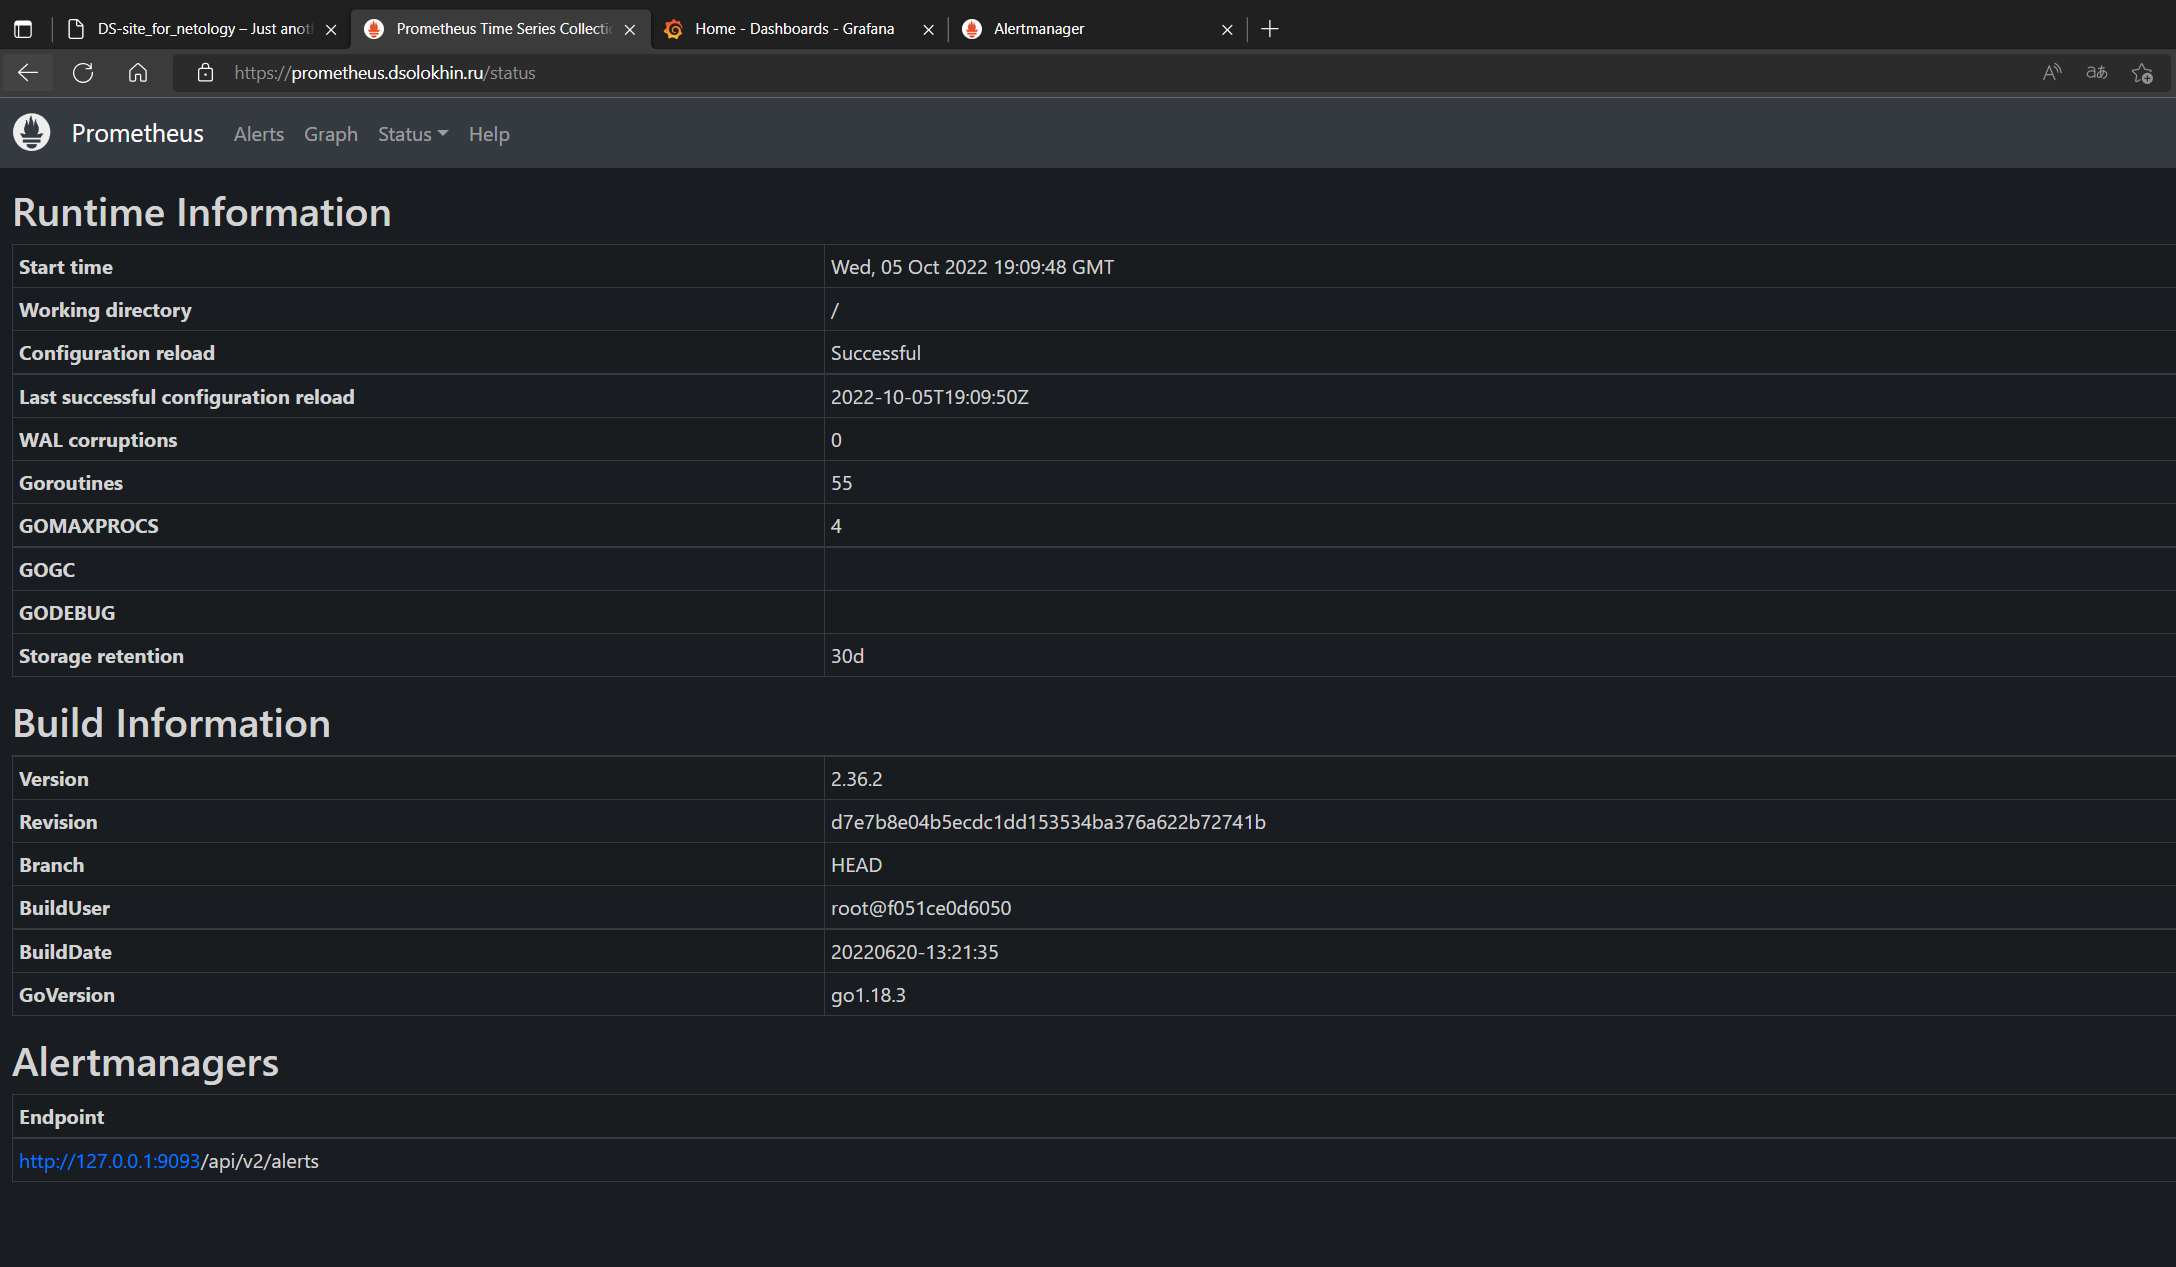 DS-site_for_netology – Just anot
Prometheus Time Series Collecti
Home - Dashboards - Grafana
Alertmanager
https://prometheus.dsolokhin.ru/status
Prometheus Alerts Graph Status Help
Runtime Information
Start time Wed, 05 Oct 2022 19:09:48 GMT
Working directory /
Configuration reload Successful
Last successful configuration reload 2022-10-05T19:09:50Z
WAL corruptions 0
Goroutines 55
GOMAXPROCS 4
GOGC
GODEBUG
Storage retention 30d
Build Information
Version 2.36.2
Revision d7e7b8e04b5ecdc1dd153534ba376a622b72741b
Branch HEAD
BuildUser root@f051ce0d6050
BuildDate 20220620-13:21:35
GoVersion go1.18.3
Alertmanagers
Endpoint
http://127.0.0.1:9093/api/v2/alerts